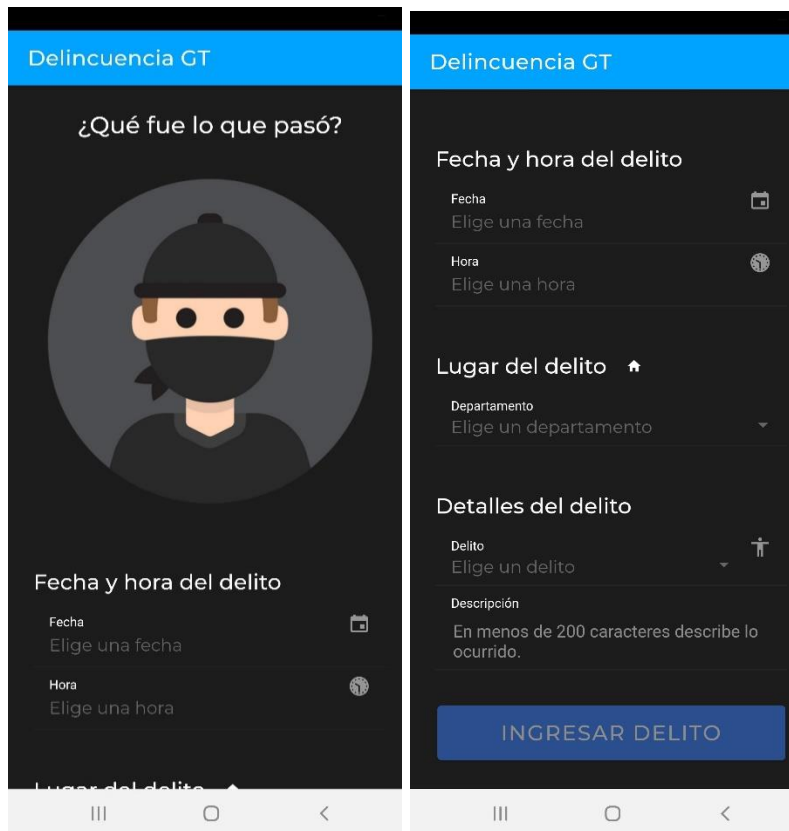 Delincuencia GT
¿Qué fue lo que pasó?
Fecha y hora del delito
Fecha
Elige una fecha
Hora
Elige una hora
Lugar del delito
Delincuencia GT
Fecha y hora del delito
Fecha
Elige una fecha
Hora
Elige una hora
Lugar del delito
Departamento
Elige un departamento
Detalles del delito
Delito
Elige un delito
Descripción
En menos de 200 caracteres describe lo
ocurrido.
INGRESAR DELITO